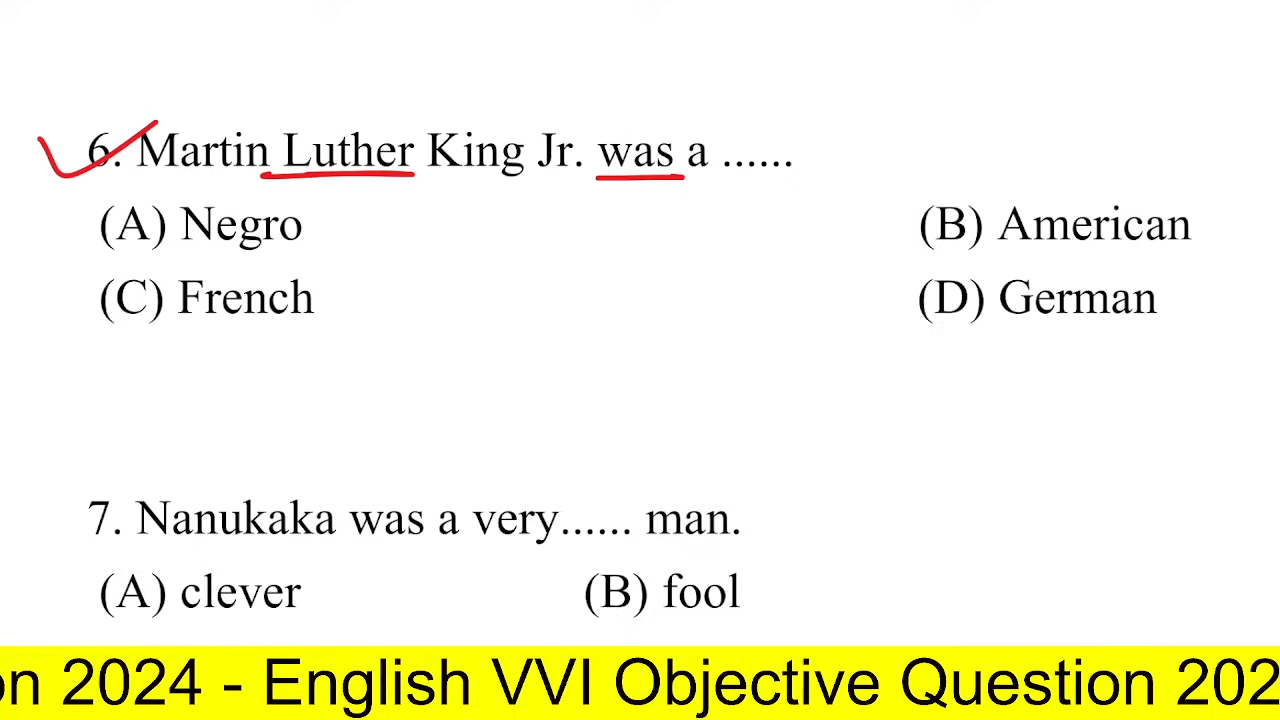 6. Martin Luther King Jr. was a ......
(A) Negro (B) American
(C) French (D) German
7. Nanukaka was a very...... man.
(A) clever (B) fool
on 2024 - English VVI Objective Question 202